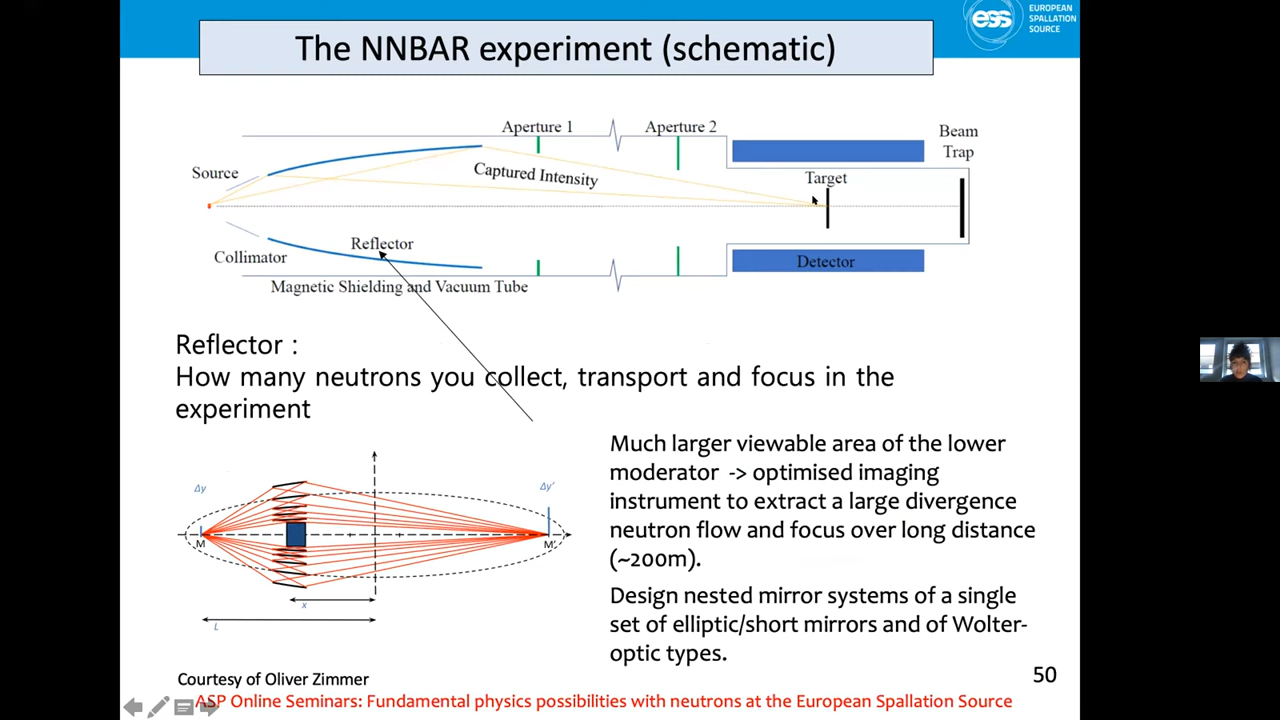 ess EUROPEAN
SPALLATION
SOURCE
The NNBAR experiment (schematic)
Aperture 1
Aperture 2
Beam
Trap
Source
Captured Intensity
Target
Collimator
Reflector
Detector
Magnetic Shielding and Vacuum Tube
Reflector :
How many neutrons you collect, transport and focus in the
experiment
Much larger viewable area of the lower
moderator -> optimised imaging
instrument to extract a large divergence
neutron flow and focus over long distance
(~200m).
Design nested mirror systems of a single
set of elliptic/short mirrors and of Wolter-
optic types.
Δy
Δy'
M
M'
x
L
Courtesy of Oliver Zimmer
50
ASP Online Seminars: Fundamental physics possibilities with neutrons at the European Spallation Source